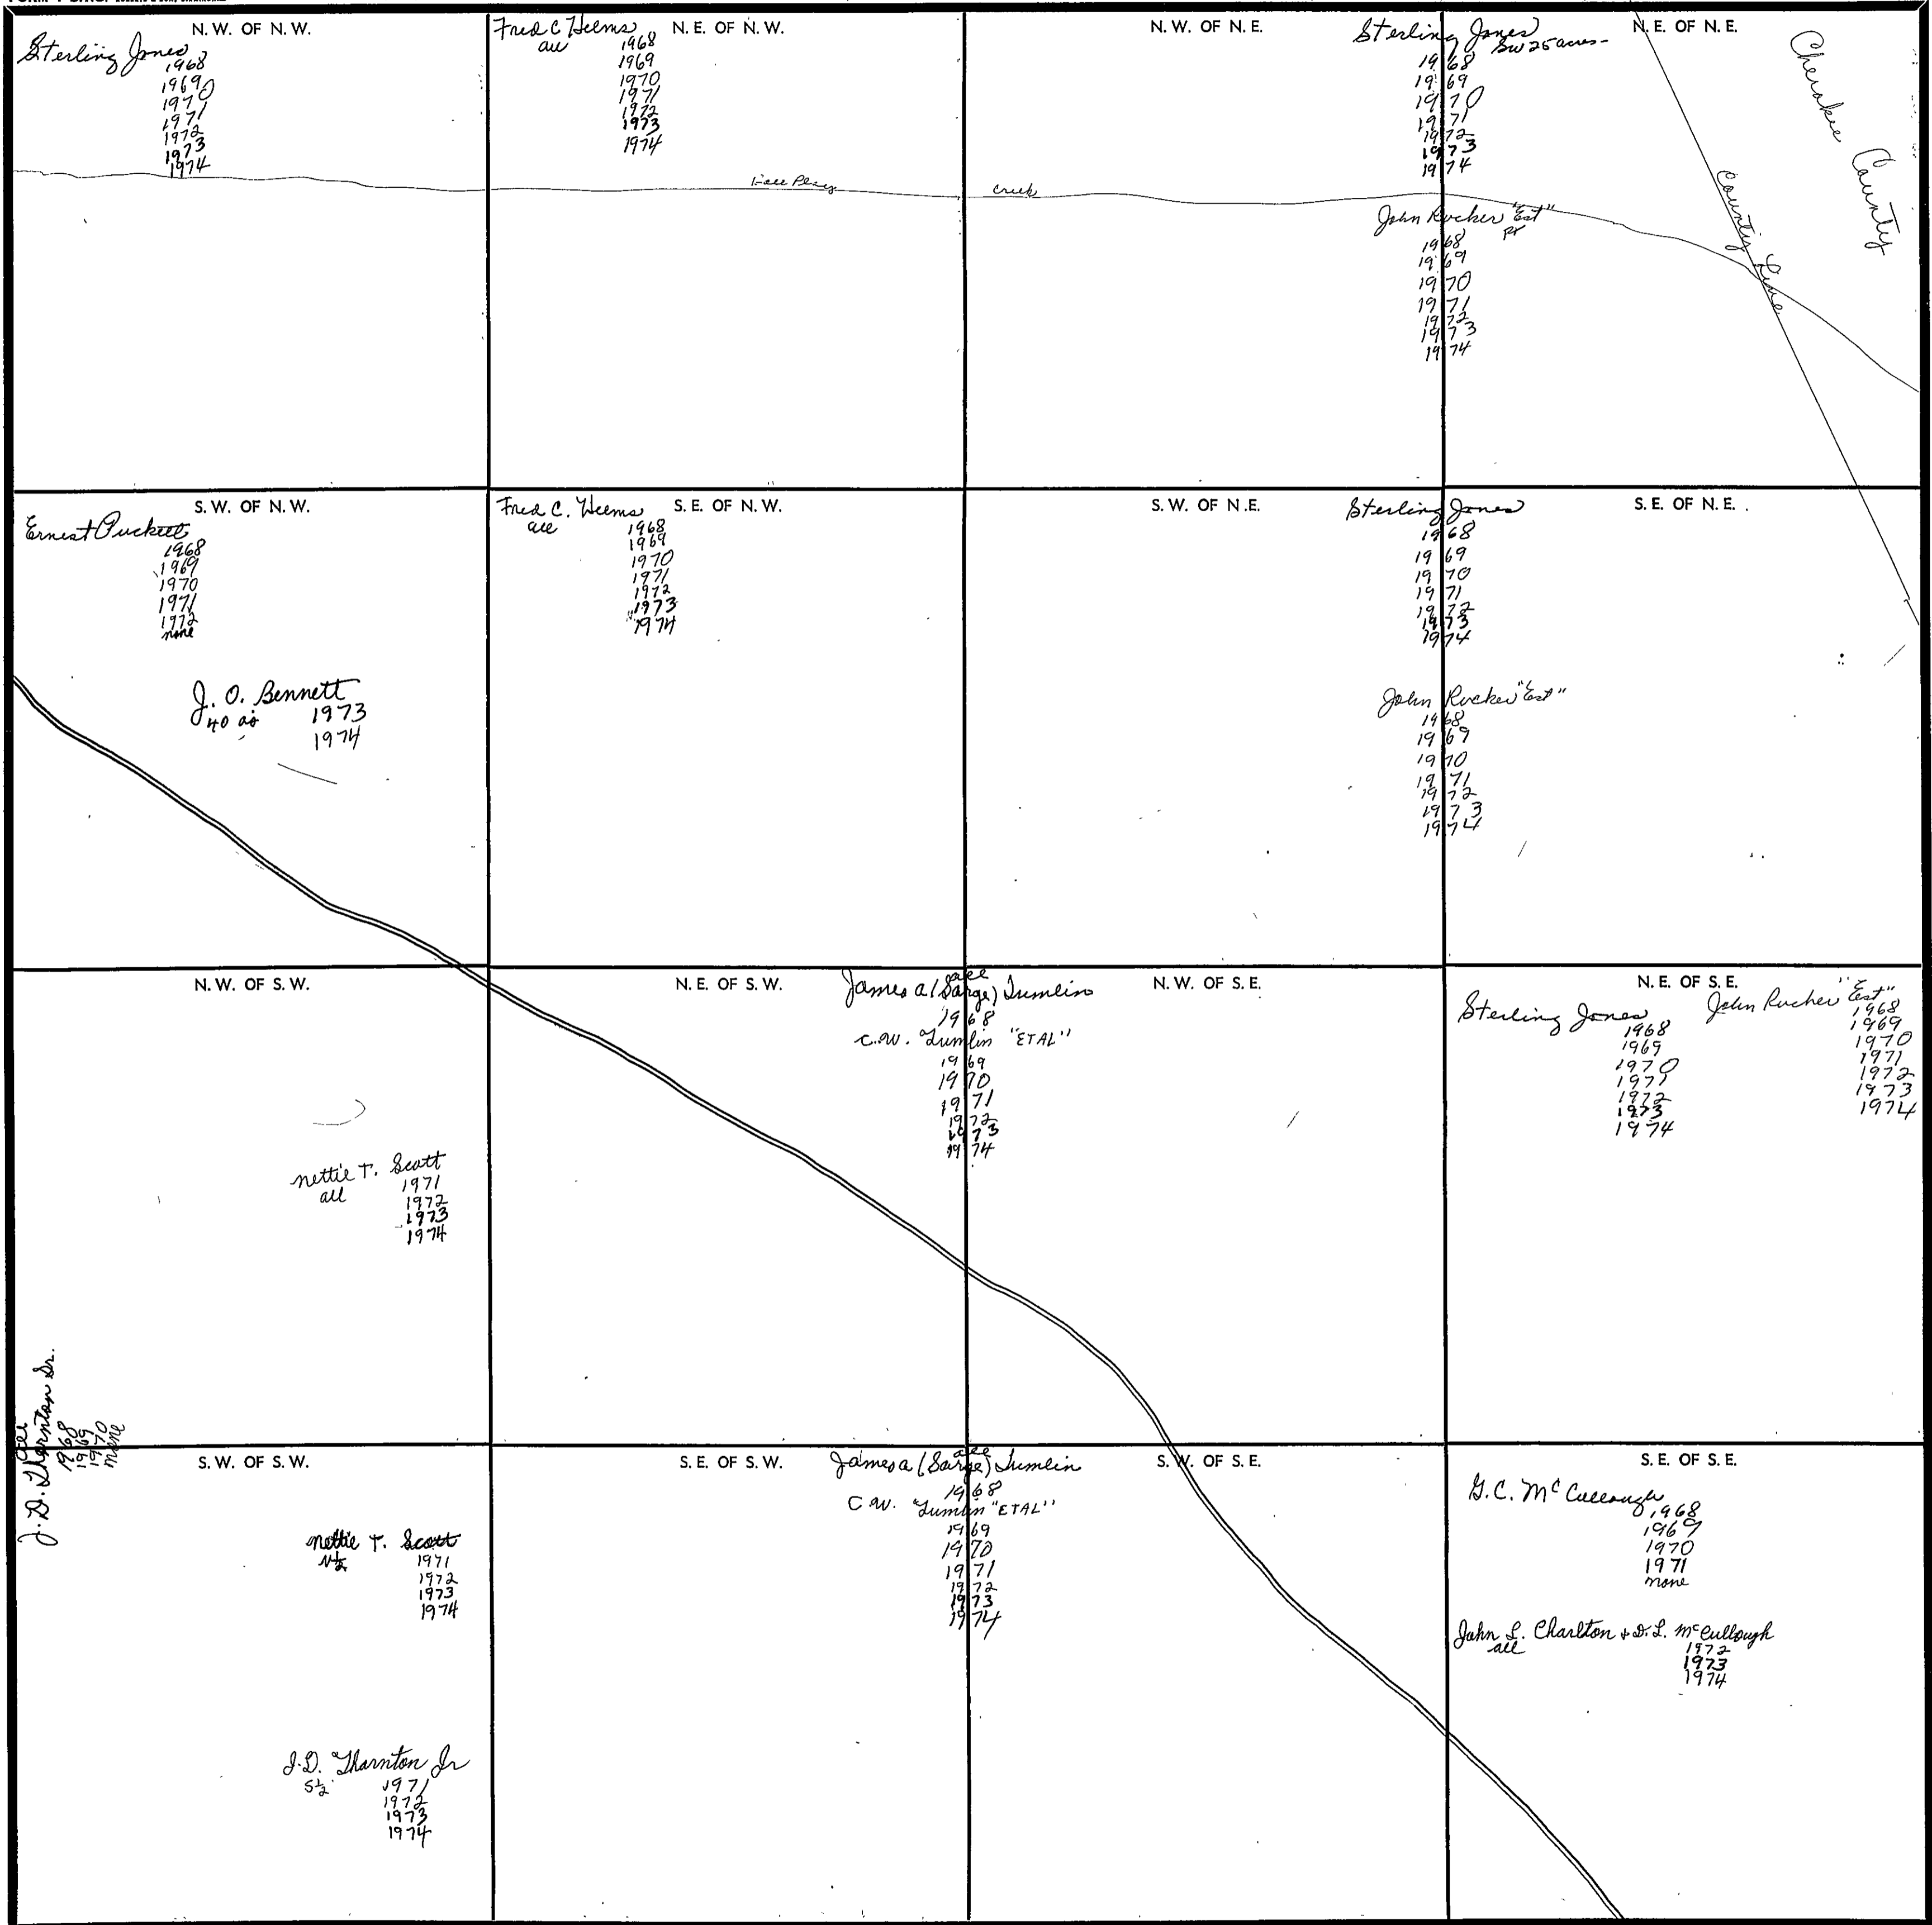 N.W. OF N.W.
Sterling Jones
1968
1969
1970
1971
1972
1973
1974
N.E. OF N.W.
Fred C Helms
all
1968
1969
1970
1971
1972
1973
1974
N.W. OF N.E.
N.E. OF N.E.
Sterling Jones
SW 25 acres-
1968
1969
1970
1971
1972
1973
1974
Creek
John Rucker "Est"
pt
1968
1969
1970
1971
1972
1973
1974
County Line
Cherokee County
S.W. OF N.W.
Ernest Puckett
1968
1969
1970
1971
1972
none
J. O. Bennett
40 as
1973
1974
S.E. OF N.W.
Fred C. Helms
all
1968
1969
1970
1971
1972
1973
1974
S.W. OF N.E.
S.E. OF N.E.
Sterling Jones
1968
1969
1970
1971
1972
1973
1974
John Rucker "Est"
1968
1969
1970
1971
1972
1973
1974
N.W. OF S.W.
Nettie T. Scott
all
1971
1972
1973
1974
N.E. OF S.W.
N.W. OF S.E.
all
James A (Sarge) Tumlin
1968
C.W. Tumlin "ETAL"
1969
1970
1971
1972
1973
1974
N.E. OF S.E.
Sterling Jones
1968
1969
1970
1971
1972
1973
1974
John Rucker "Est"
1968
1969
1970
1971
1972
1973
1974
all
J.D. Thornton Sr.
1968
1969
1970
none
S.W. OF S.W.
Nettie T. Scott
N½
1971
1972
1973
1974
J.D. Thornton Jr
S½
1971
1972
1973
1974
S.E. OF S.W.
S.W. OF S.E.
all
James A (Sarge) Tumlin
1968
C.W. Tumlin "ETAL"
1969
1970
1971
1972
1973
1974
S.E. OF S.E.
G.C. McCullough
1968
1969
1970
1971
none
John L. Charlton + D.L. McCullough
all
1972
1973
1974